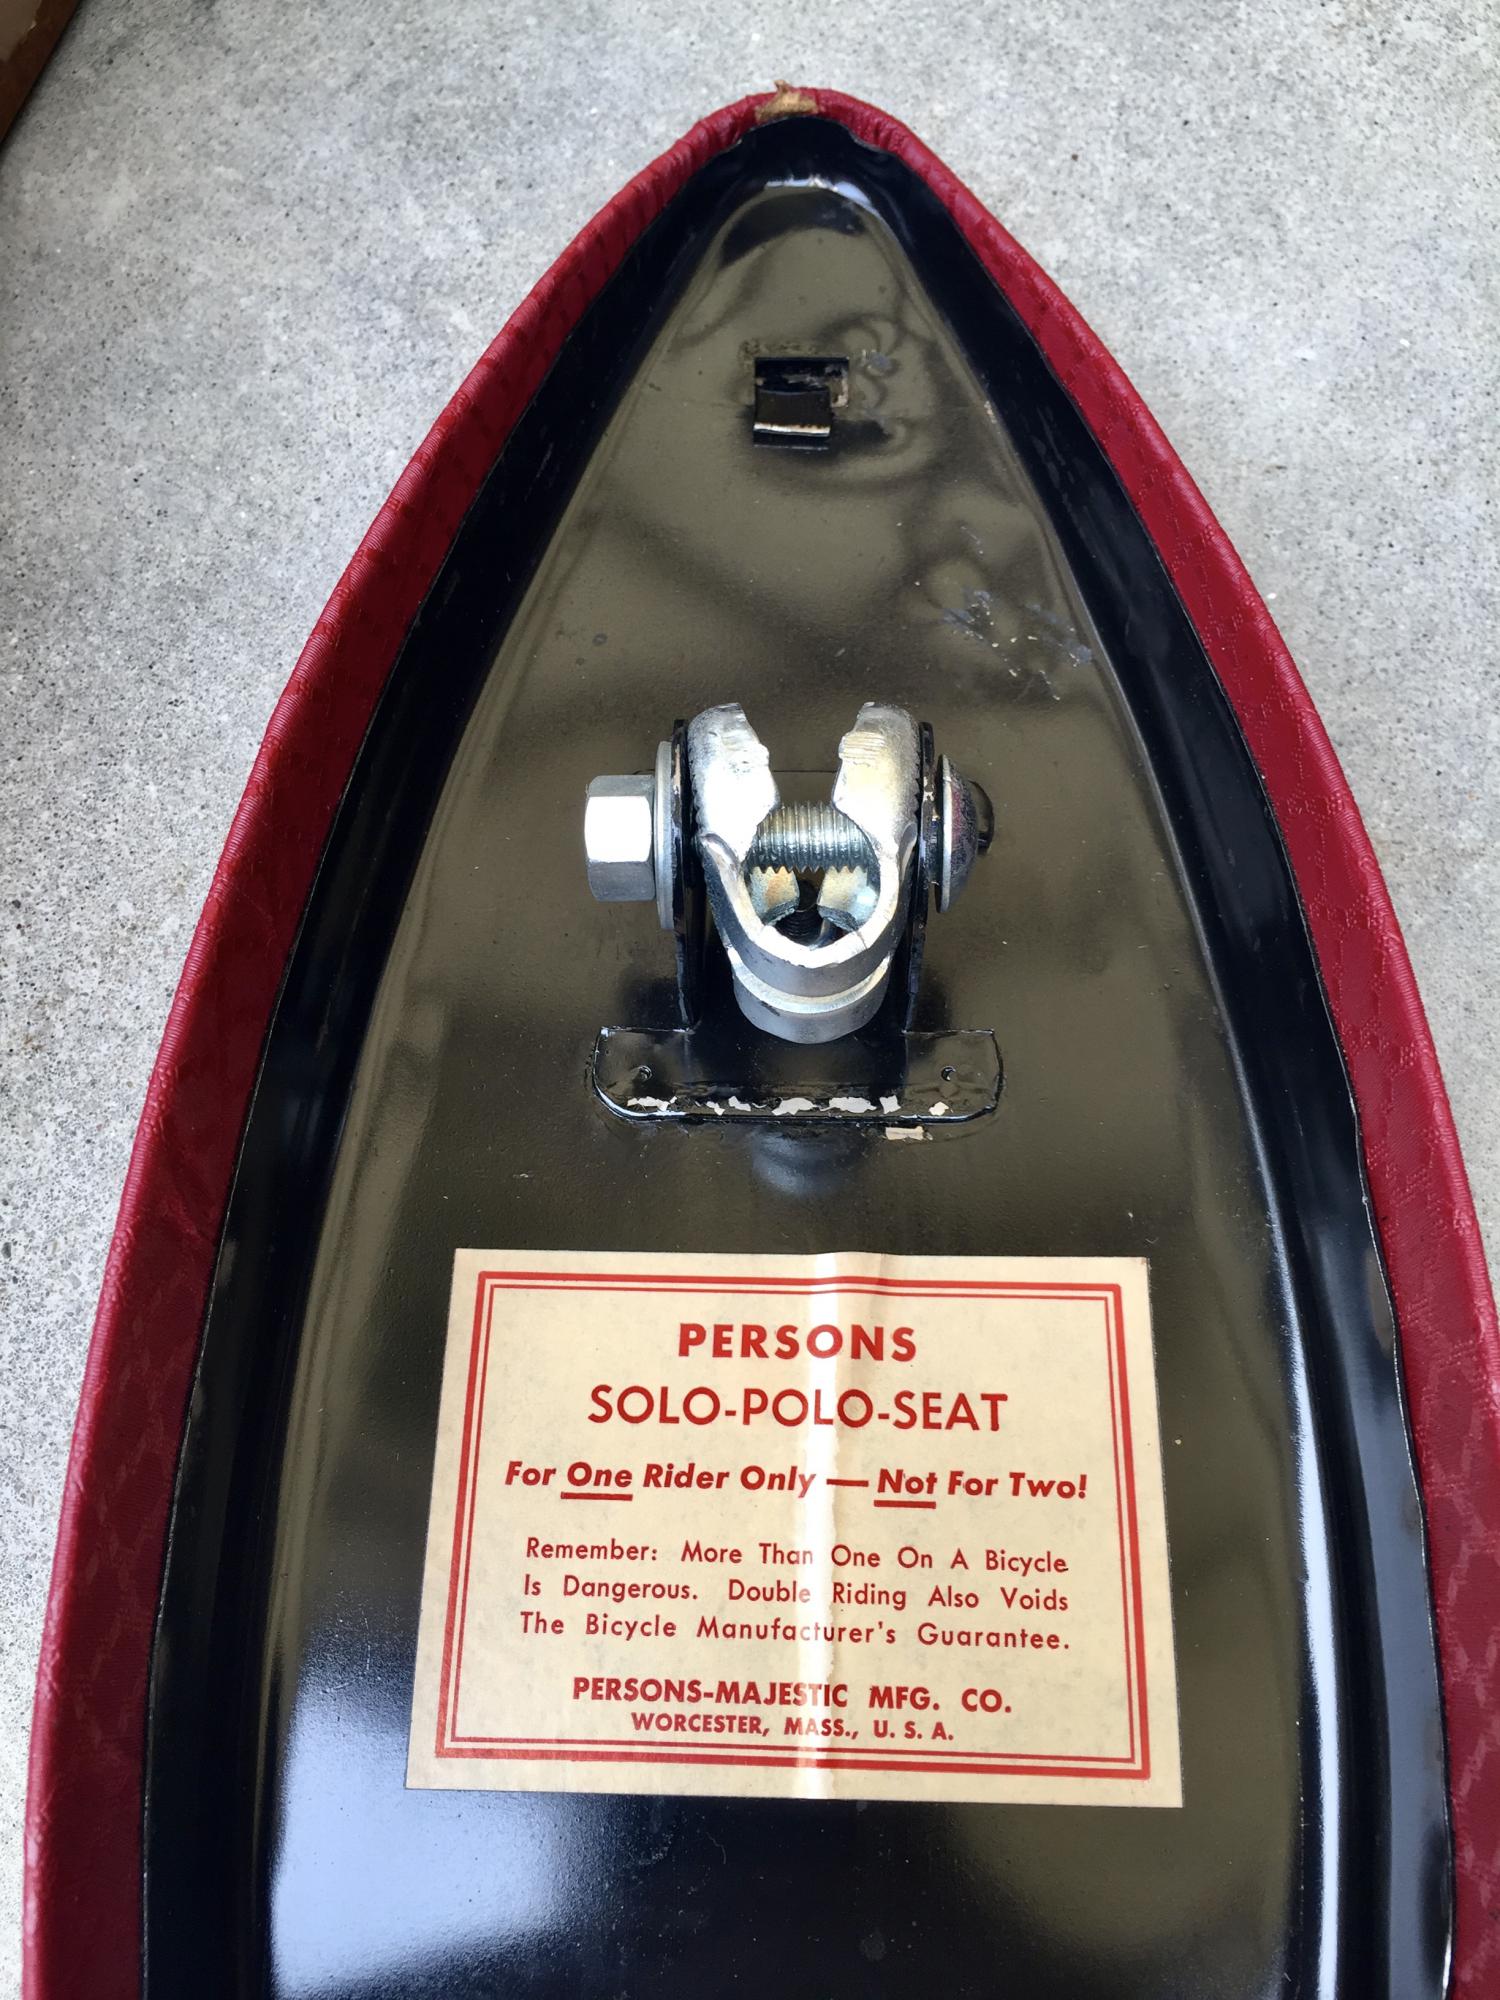 PERSONS
SOLO-POLO-SEAT
For One Rider Only — Not For Two!
Remember: More Than One On A Bicycle
Is Dangerous. Double Riding Also Voids
The Bicycle Manufacturer's Guarantee.
PERSONS-MAJESTIC MFG. CO.
WORCESTER, MASS., U. S. A.